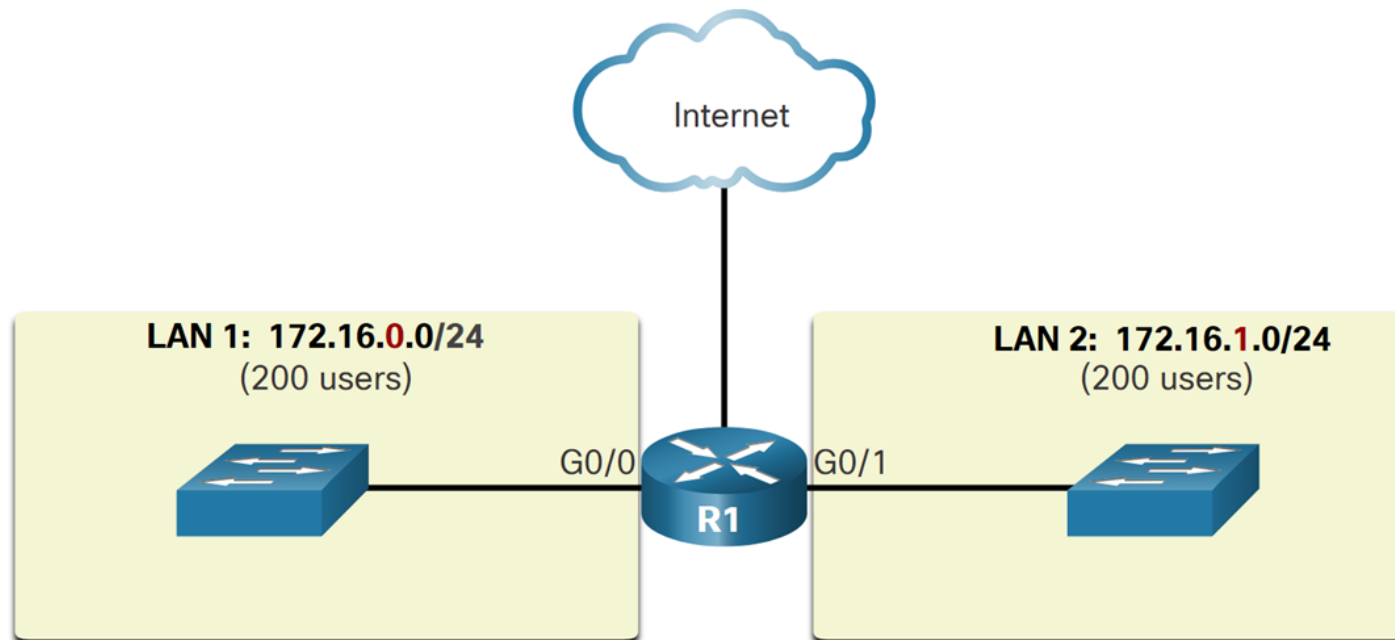 Internet
LAN 1: 172.16.0.0/24
(200 users)
LAN 2: 172.16.1.0/24
(200 users)
G0/0
G0/1
R1